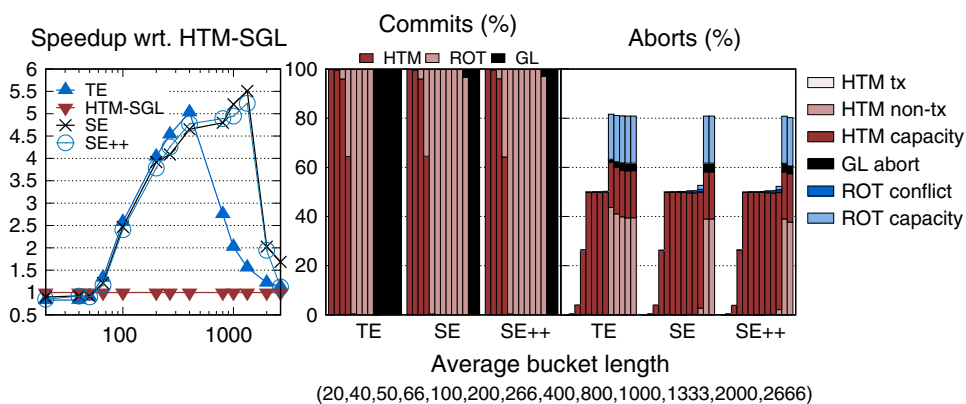 Speedup wrt. HTM-SGL
6
5.5
5
4.5
4
3.5
3
2.5
2
1.5
1
0.5
100
1000
TE
HTM-SGL
SE
SE++
Commits (%)
HTM ROT GL
100
80
60
40
20
0
TE SE SE++
Aborts (%)
TE SE SE++
HTM tx
HTM non-tx
HTM capacity
GL abort
ROT conflict
ROT capacity
Average bucket length
(20,40,50,66,100,200,266,400,800,1000,1333,2000,2666)